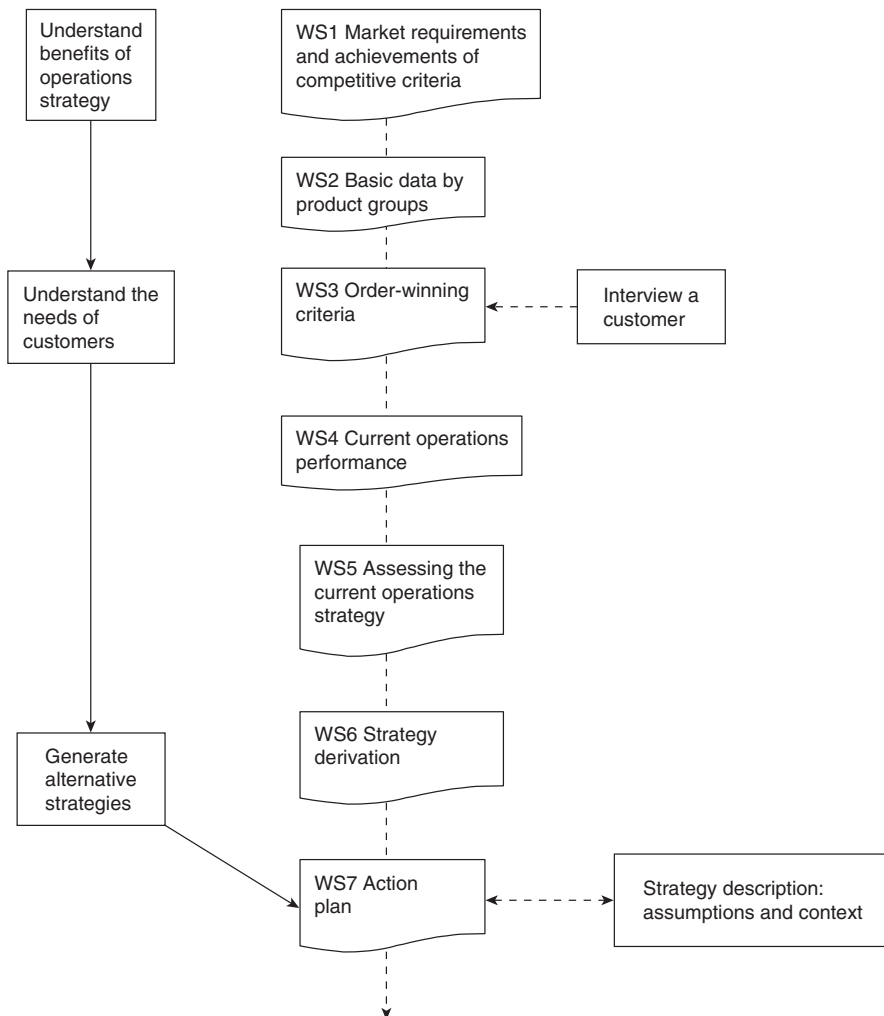 Understand
benefits of
operations
strategy
WS1 Market requirements
and achievements of
competitive criteria
WS2 Basic data by
product groups
Understand the
needs of
customers
WS3 Order-winning
criteria
Interview a
customer
WS4 Current operations
performance
WS5 Assessing the
current operations
strategy
WS6 Strategy
derivation
Generate
alternative
strategies
WS7 Action
plan
Strategy description:
assumptions and context